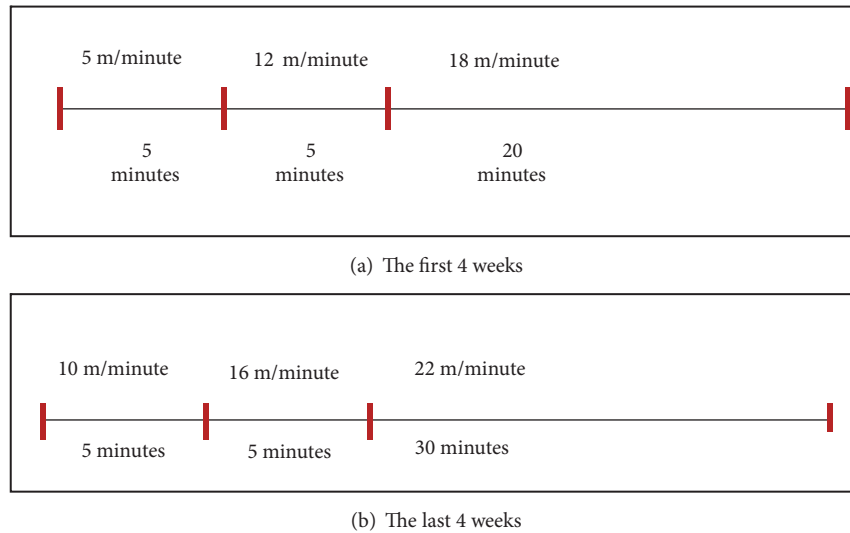 5 m/minute 12 m/minute 18 m/minute
5 minutes 5 minutes 20 minutes
(a) The first 4 weeks
10 m/minute 16 m/minute 22 m/minute
5 minutes 5 minutes 30 minutes
(b) The last 4 weeks